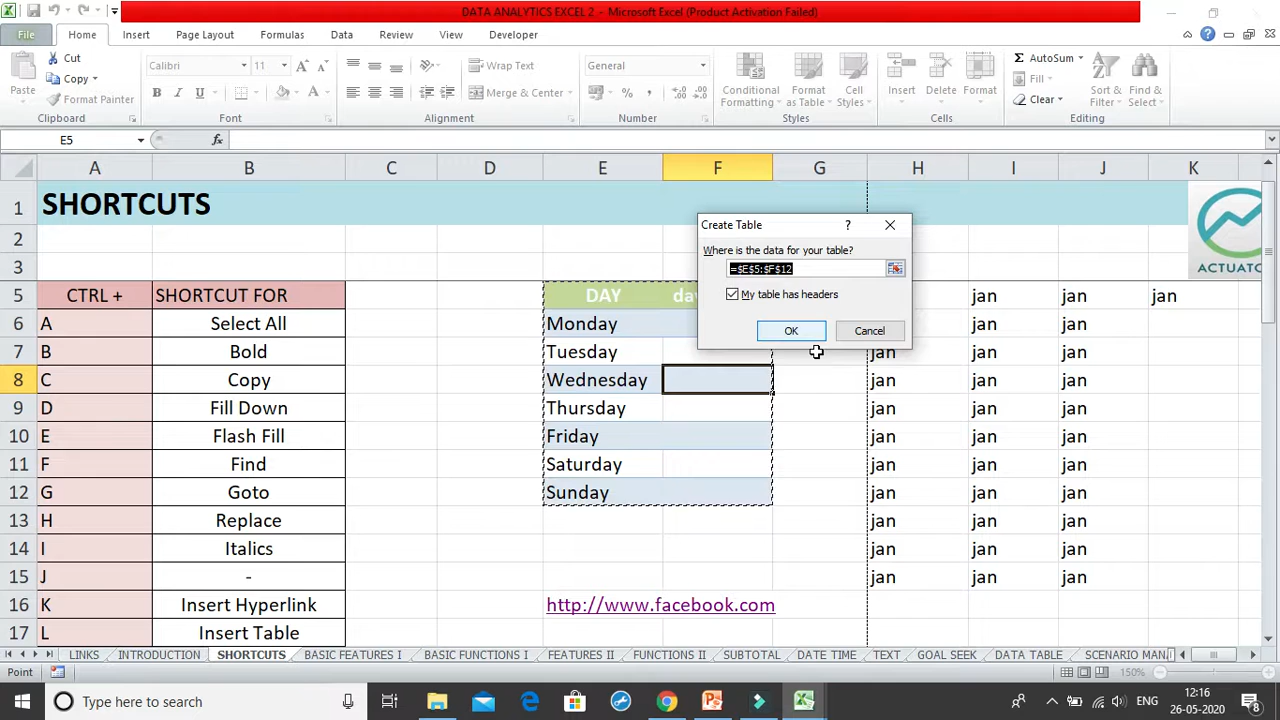 DATA ANALYTICS EXCEL 2 - Microsoft Excel (Product Activation Failed)
File Home Insert Page Layout Formulas Data Review View Developer
Paste Cut Copy Format Painter Clipboard
Calibri 11 B I U A A A Font
Wrap Text Merge & Center Alignment
General % , Number
Conditional Formatting Format as Table Cell Styles Styles
Insert Delete Format Cells
Σ AutoSum Fill Clear Sort & Filter Find & Select Editing
E5 fx
A B C D E F G H I J K
1 SHORTCUTS
2
3
ACTUATO
Create Table ?
Where is the data for your table?
=$E$5:$F$12
My table has headers
OK Cancel
5 CTRL + SHORTCUT FOR DAY jan jan jan
6 A Select All Monday jan jan
7 B Bold Tuesday jan jan jan
8 C Copy Wednesday jan jan jan
9 D Fill Down Thursday jan jan jan
10 E Flash Fill Friday jan jan jan
11 F Find Saturday jan jan jan
12 G Goto Sunday jan jan jan
13 H Replace jan jan jan
14 I Italics jan jan jan
15 J - jan jan jan
16 K Insert Hyperlink http://www.facebook.com
17 L Insert Table
LINKS INTRODUCTION SHORTCUTS BASIC FEATURES I BASIC FUNCTIONS I FEATURES II FUNCTIONS II SUBTOTAL DATE TIME TEXT GOAL SEEK DATA TABLE SCENARIO MAN
Point 150%
Type here to search
ENG 12:16
26-05-2020
8